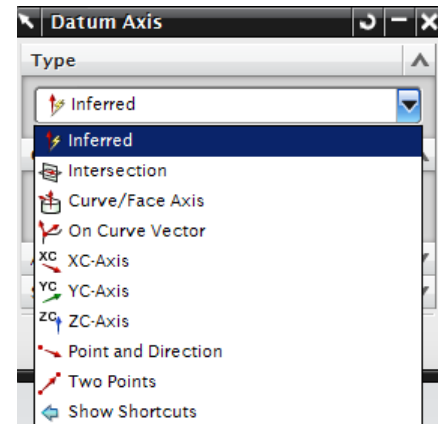 Datum Axis
Type
Inferred
Inferred
Intersection
Curve/Face Axis
On Curve Vector
XC XC-Axis
YC YC-Axis
ZC ZC-Axis
Point and Direction
Two Points
Show Shortcuts